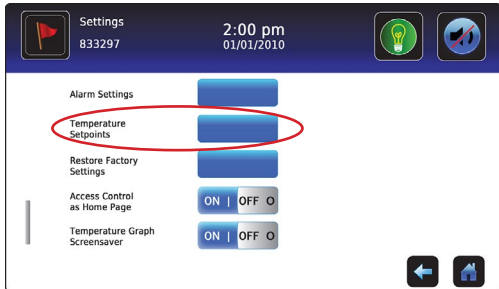 Settings
833297
2:00 pm
01/01/2010
Alarm Settings
Temperature
Setpoints
Restore Factory
Settings
Access Control
as Home Page
ON | OFF O
Temperature Graph
Screensaver
ON | OFF O